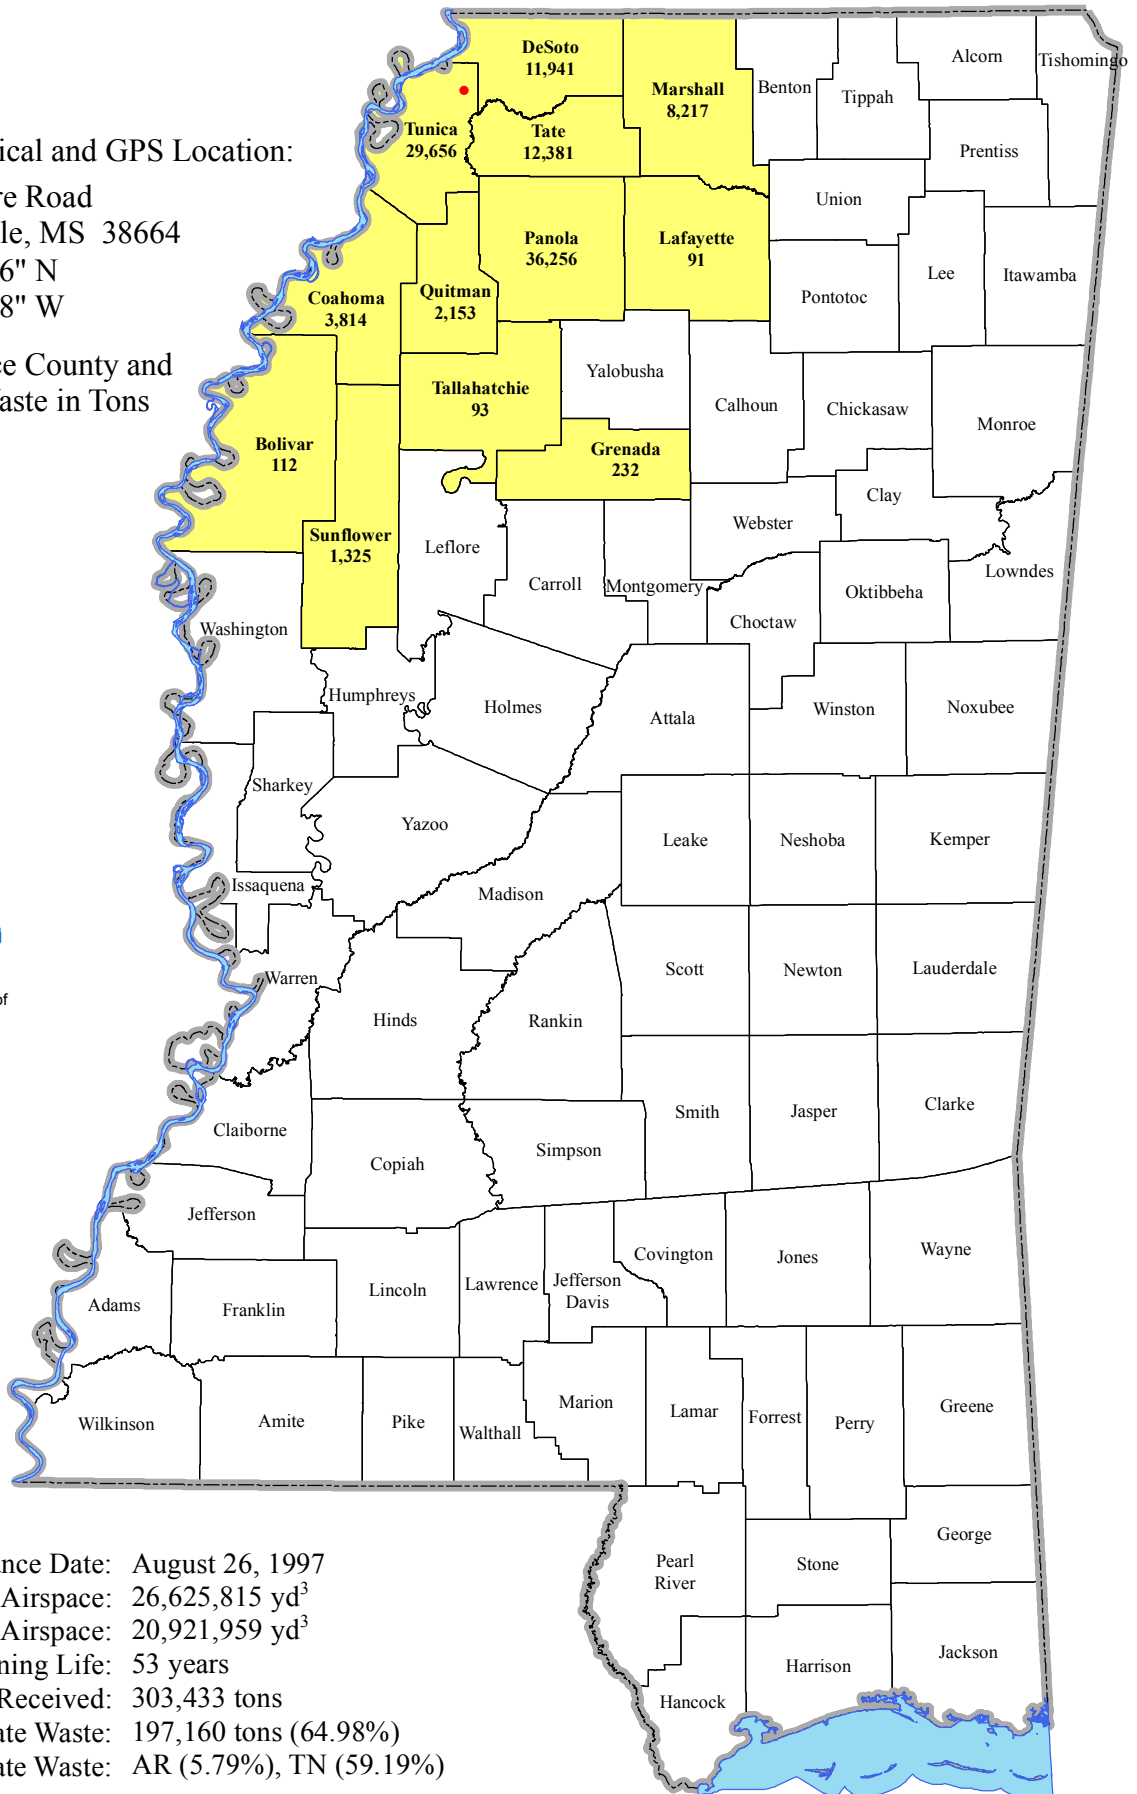 ical and GPS Location:
re Road
le, MS 38664
6" N
8" W
ce County and
Waste in Tons
of
DeSoto
11,941
Marshall
8,217
Benton
Tippah
Alcorn
Tishomingo
Prentiss
Tunica
29,656
Tate
12,381
Union
Panola
36,256
Lafayette
91
Pontotoc
Lee
Itawamba
Coahoma
3,814
Quitman
2,153
Tallahatchie
93
Yalobusha
Calhoun
Chickasaw
Monroe
Bolivar
112
Grenada
232
Sunflower
1,325
Leflore
Carroll
Montgomery
Webster
Clay
Lowndes
Oktibbeha
Choctaw
Washington
Humphreys
Holmes
Attala
Winston
Noxubee
Sharkey
Yazoo
Leake
Neshoba
Kemper
Issaquena
Madison
Warren
Hinds
Rankin
Scott
Newton
Lauderdale
Claiborne
Copiah
Simpson
Smith
Jasper
Clarke
Jefferson
Adams
Franklin
Lincoln
Lawrence
Jefferson
Davis
Covington
Jones
Wayne
Wilkinson
Amite
Pike
Walthall
Marion
Lamar
Forrest
Perry
Greene
Pearl
River
Stone
George
Hancock
Harrison
Jackson
ance Date: August 26, 1997
Airspace: 26,625,815 yd³
Airspace: 20,921,959 yd³
ning Life: 53 years
Received: 303,433 tons
ate Waste: 197,160 tons (64.98%)
ate Waste: AR (5.79%), TN (59.19%)